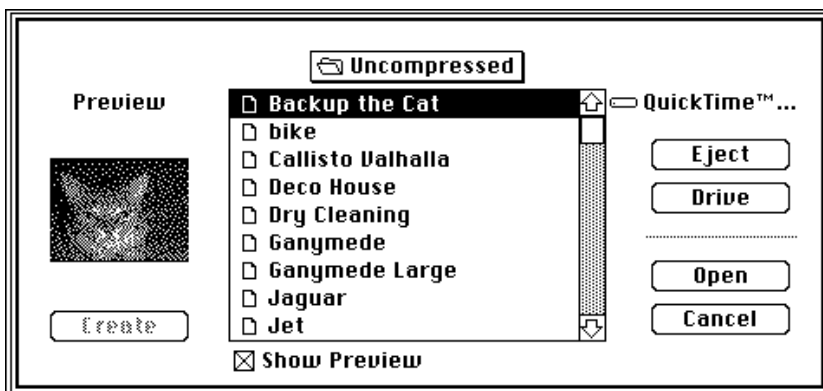 Uncompressed
Preview
QuickTime™...
Backup the Cat
bike
Callisto Valhalla
Deco House
Dry Cleaning
Ganymede
Ganymede Large
Jaguar
Jet
Eject
Drive
Open
Cancel
Create
Show Preview